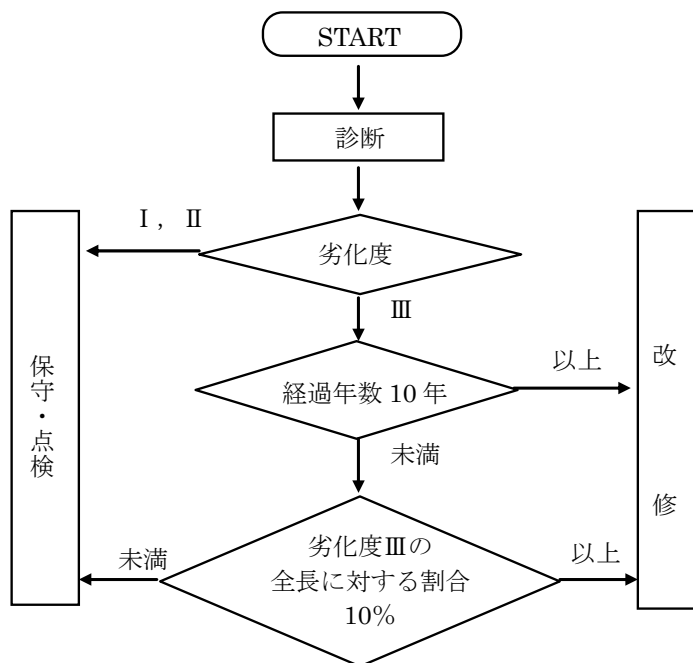 START
診断
Ⅰ， Ⅱ
劣化度
Ⅲ
経過年数 10 年
以上
未満
保守・点検
改修
劣化度Ⅲの
全長に対する割合
10%
未満
以上